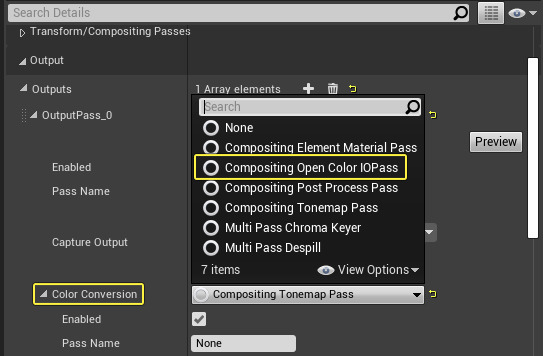 Search Details
Transform/Compositing Passes
Output
Outputs
1 Array elements
OutputPass_0
Search
None
Compositing Element Material Pass
Compositing Open Color IOPass
Compositing Post Process Pass
Compositing Tonemap Pass
Multi Pass Chroma Keyer
Multi Pass Despill
7 items
View Options
Preview
Enabled
Pass Name
Capture Output
Color Conversion
Compositing Tonemap Pass
Enabled
Pass Name
None